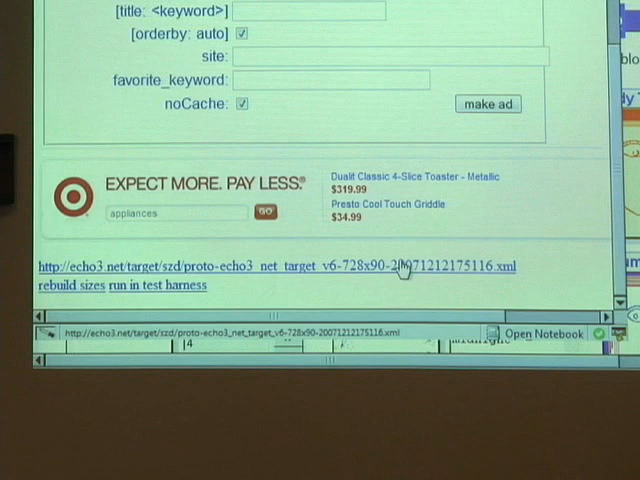 [title: <keyword>]
[orderby: auto]
site:
favorite_keyword:
noCache:
make ad
EXPECT MORE. PAY LESS.®
appliances
GO
Dualit Classic 4-Slice Toaster - Metallic
$319.99
Presto Cool Touch Griddle
$34.99
http://echo3.net/target/szd/proto-echo3_net_target_v6-728x90-20071212175116.xml
rebuild sizes run in test harness
http://echo3.net/target/szd/proto-echo3_net_target_v6-728x90-20071212175116.xml
Open Notebook
blo
dy T